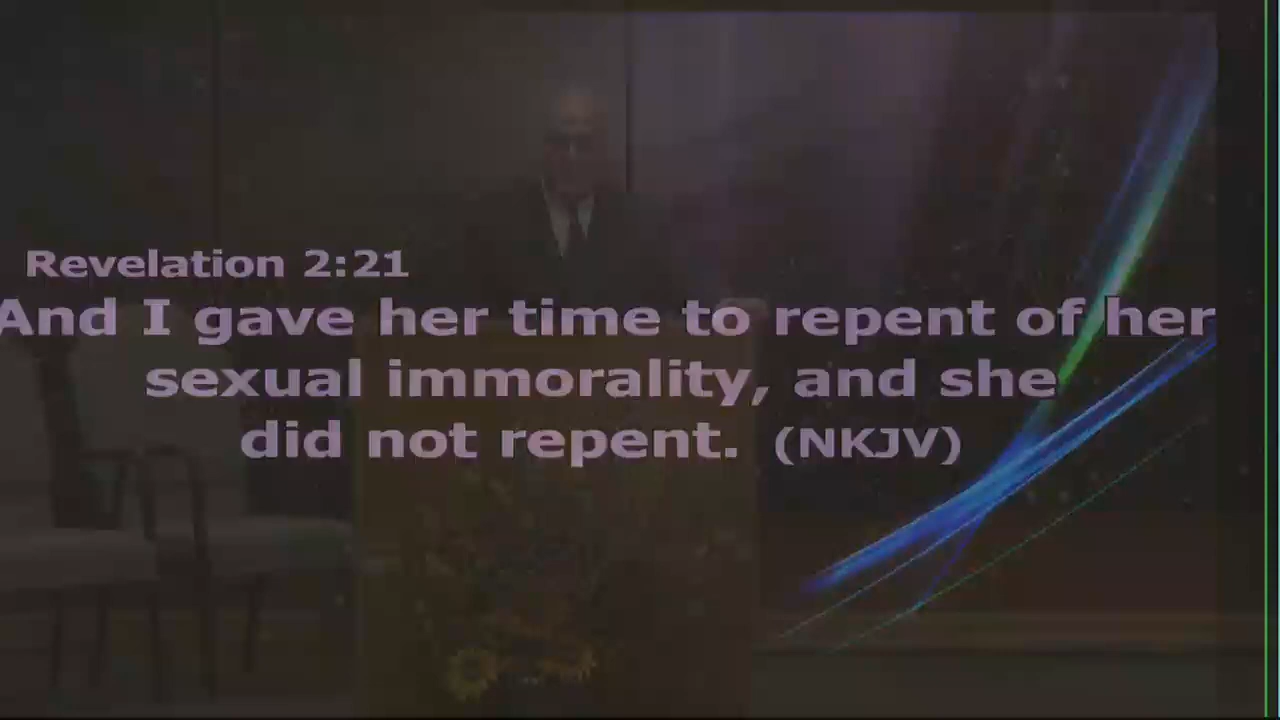 Revelation 2:21
And I gave her time to repent of her
sexual immorality, and she
did not repent. (NKJV)